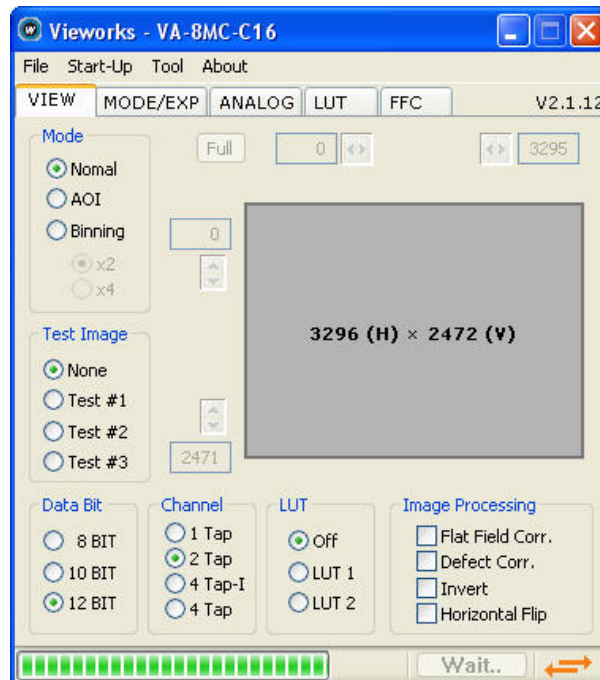 Vieworks - VA-8MC-C16
File Start-Up Tool About
VIEW MODE/EXP ANALOG LUT FFC V2.1.12
Mode
Full 0 3295
Nomal
AOI
Binning
0
x2
x4
3296 (H) × 2472 (V)
Test Image
None
Test #1
Test #2
Test #3
2471
Data Bit
8 BIT
10 BIT
12 BIT
Channel
1 Tap
2 Tap
4 Tap-I
4 Tap
LUT
Off
LUT 1
LUT 2
Image Processing
Flat Field Corr.
Defect Corr.
Invert
Horizontal Flip
Wait..